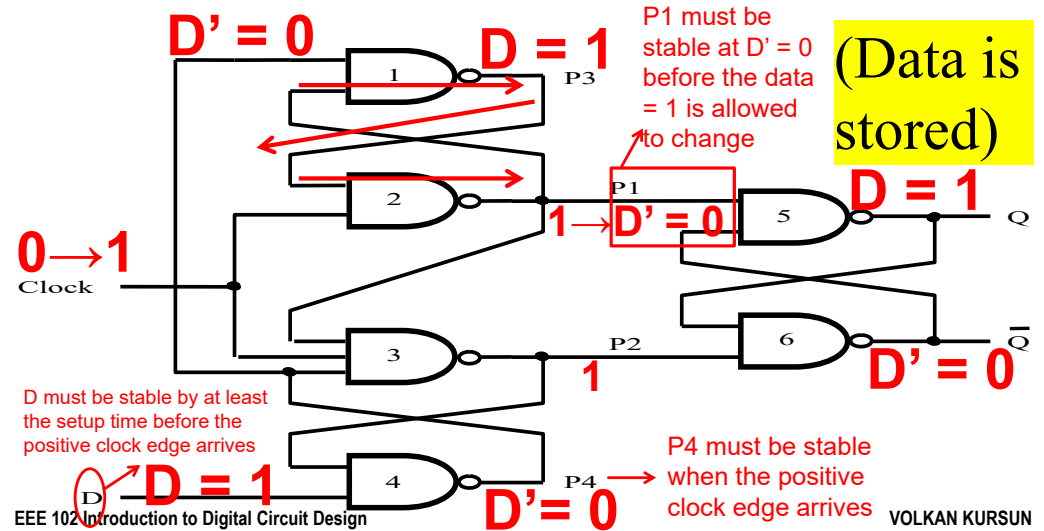 D' = 0
D = 1
P1 must be
stable at D' = 0
before the data
= 1 is allowed
to change
(Data is
stored)
1
P3
2
P1
1→D' = 0
5
D = 1
Q
0→1
Clock
3
P2
1
6
Q̅
D' = 0
D must be stable by at least
the setup time before the
positive clock edge arrives
D
D = 1
4
D'= 0
P4
P4 must be stable
when the positive
clock edge arrives
EEE 102 Introduction to Digital Circuit Design
VOLKAN KURSUN